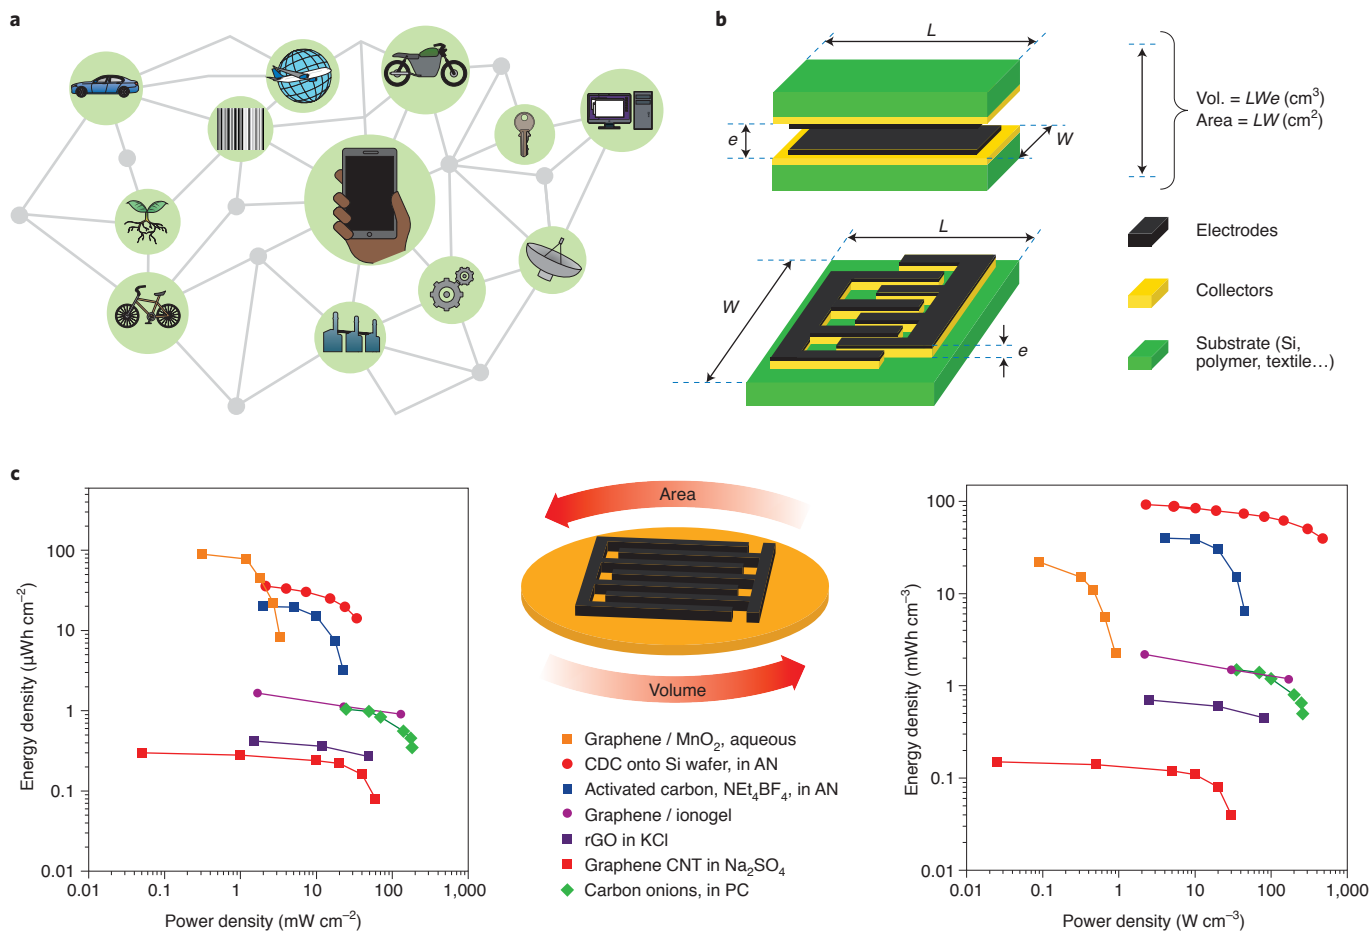 a
b
L
e
W
Vol. = LWe (cm³)
Area = LW (cm²)
L
W
e
Electrodes
Collectors
Substrate (Si,
polymer, textile…)
c
Energy density (µWh cm⁻²)
100
10
1
0.1
0.01
0.01
0.1
1
10
100
1,000
Power density (mW cm⁻²)
Area
Volume
Graphene / MnO₂, aqueous
CDC onto Si wafer, in AN
Activated carbon, NEt₄BF₄, in AN
Graphene / ionogel
rGO in KCl
Graphene CNT in Na₂SO₄
Carbon onions, in PC
Energy density (mWh cm⁻³)
100
10
1
0.1
0.01
0.01
0.1
1
10
100
1,000
Power density (W cm⁻³)